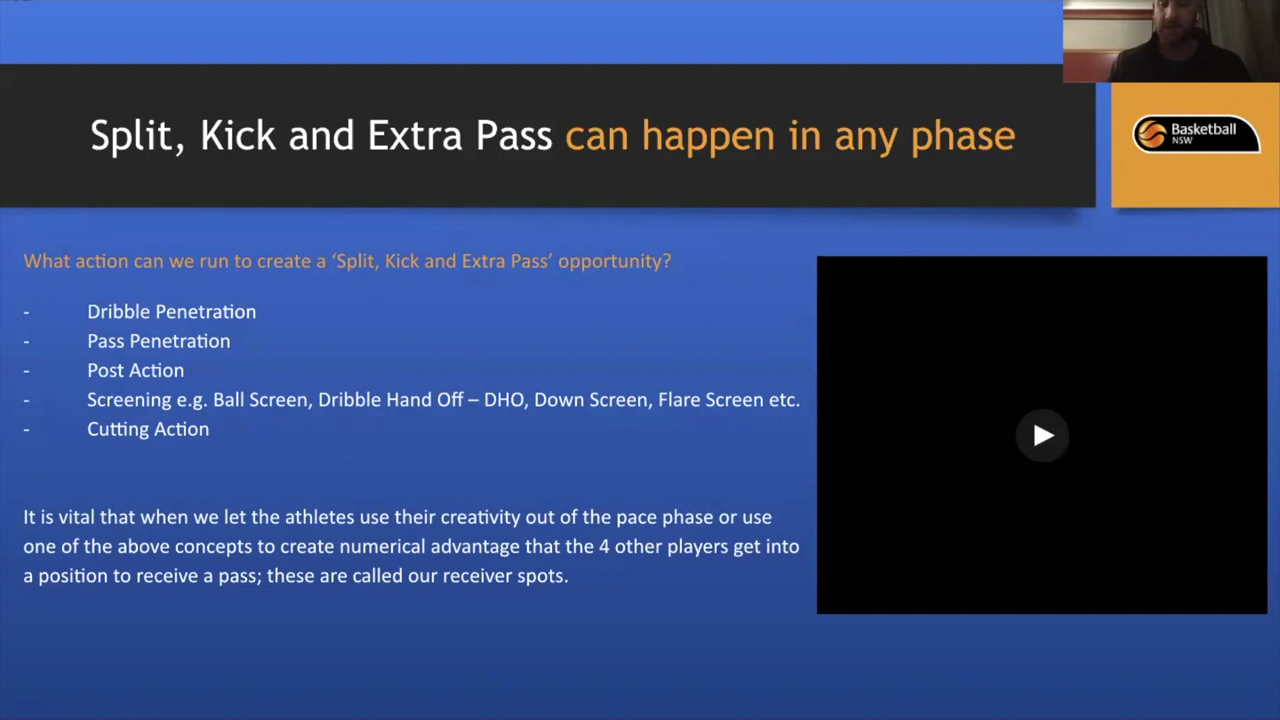 Split, Kick and Extra Pass can happen in any phase
Basketball
NSW
What action can we run to create a ‘Split, Kick and Extra Pass’ opportunity?
- Dribble Penetration
- Pass Penetration
- Post Action
- Screening e.g. Ball Screen, Dribble Hand Off – DHO, Down Screen, Flare Screen etc.
- Cutting Action
It is vital that when we let the athletes use their creativity out of the pace phase or use
one of the above concepts to create numerical advantage that the 4 other players get into
a position to receive a pass; these are called our receiver spots.